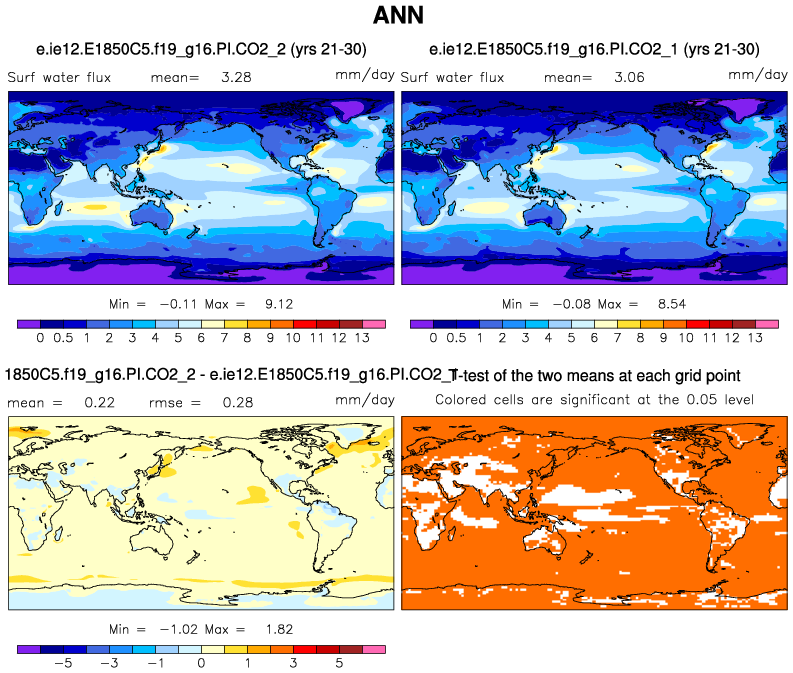 ANN
e.ie12.E1850C5.f19_g16.PI.CO2_2 (yrs 21-30)
e.ie12.E1850C5.f19_g16.PI.CO2_1 (yrs 21-30)
Surf water flux mean= 3.28 mm/day
Surf water flux mean= 3.06 mm/day
Min = -0.11 Max = 9.12
Min = -0.08 Max = 8.54
0 0.5 1 2 3 4 5 6 7 8 9 10 11 12 13
0 0.5 1 2 3 4 5 6 7 8 9 10 11 12 13
1850C5.f19_g16.PI.CO2_2 - e.ie12.E1850C5.f19_g16.PI.CO2_1
T-test of the two means at each grid point
mean = 0.22 rmse = 0.28 mm/day
Colored cells are significant at the 0.05 level
Min = -1.02 Max = 1.82
-5 -3 -1 0 1 3 5